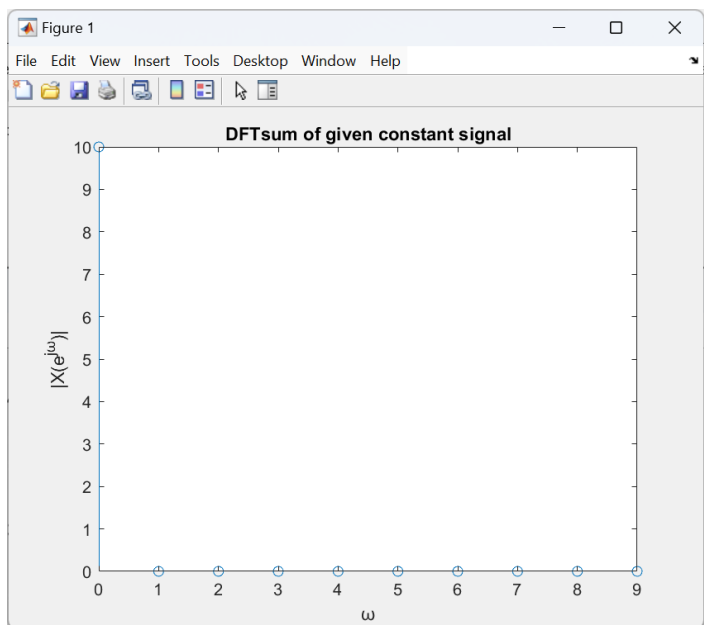 Figure 1
File Edit View Insert Tools Desktop Window Help
DFTsum of given constant signal
10
9
8
7
6
5
4
3
2
1
0
|X(e^jω)|
0 1 2 3 4 5 6 7 8 9
ω